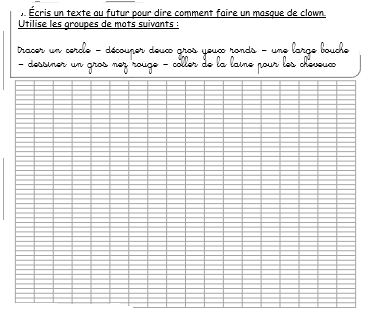 . Écris un texte au futur pour dire comment faire un masque de clown.
Utilise les groupes de mots suivants :
tracer un cercle – découper deux gros yeux ronds – une large bouche
– dessiner un gros nez rouge – coller de la laine pour les cheveux